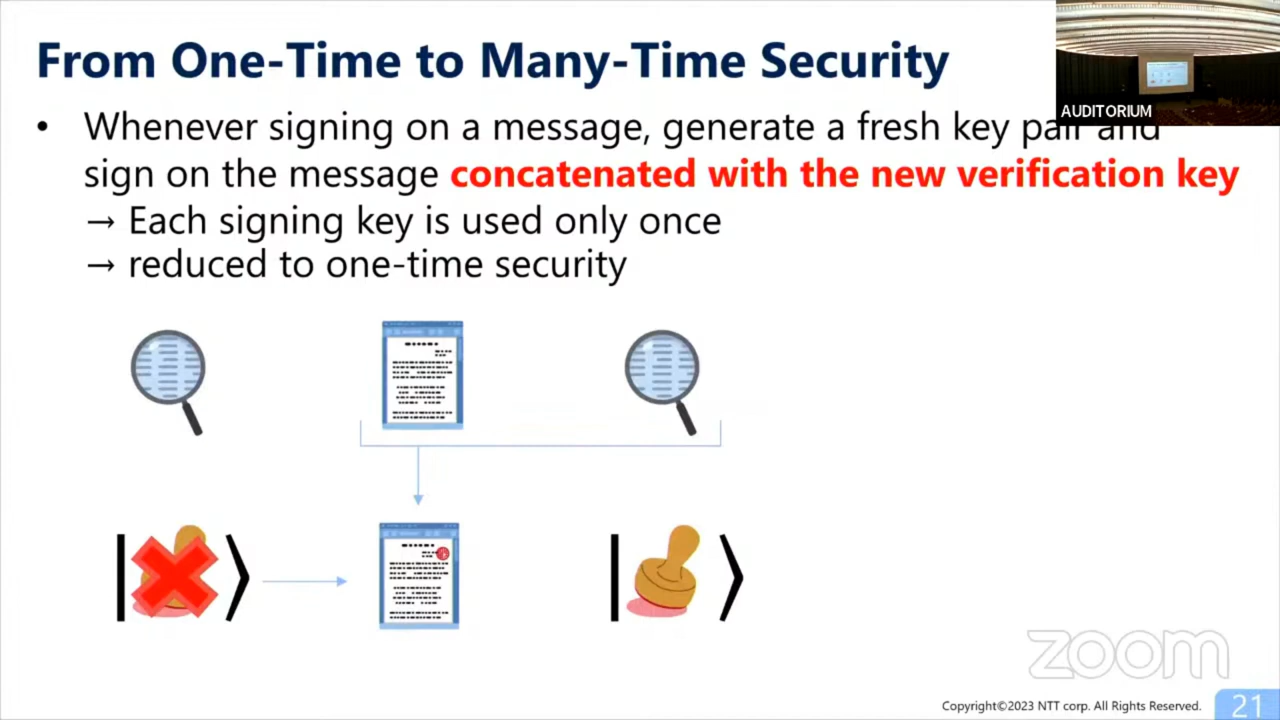 From One-Time to Many-Time Security
AUDITORIUM
• Whenever signing on a message, generate a fresh key pair and
sign on the message concatenated with the new verification key
→ Each signing key is used only once
→ reduced to one-time security
zoom
Copyright©2023 NTT corp. All Rights Reserved.
21